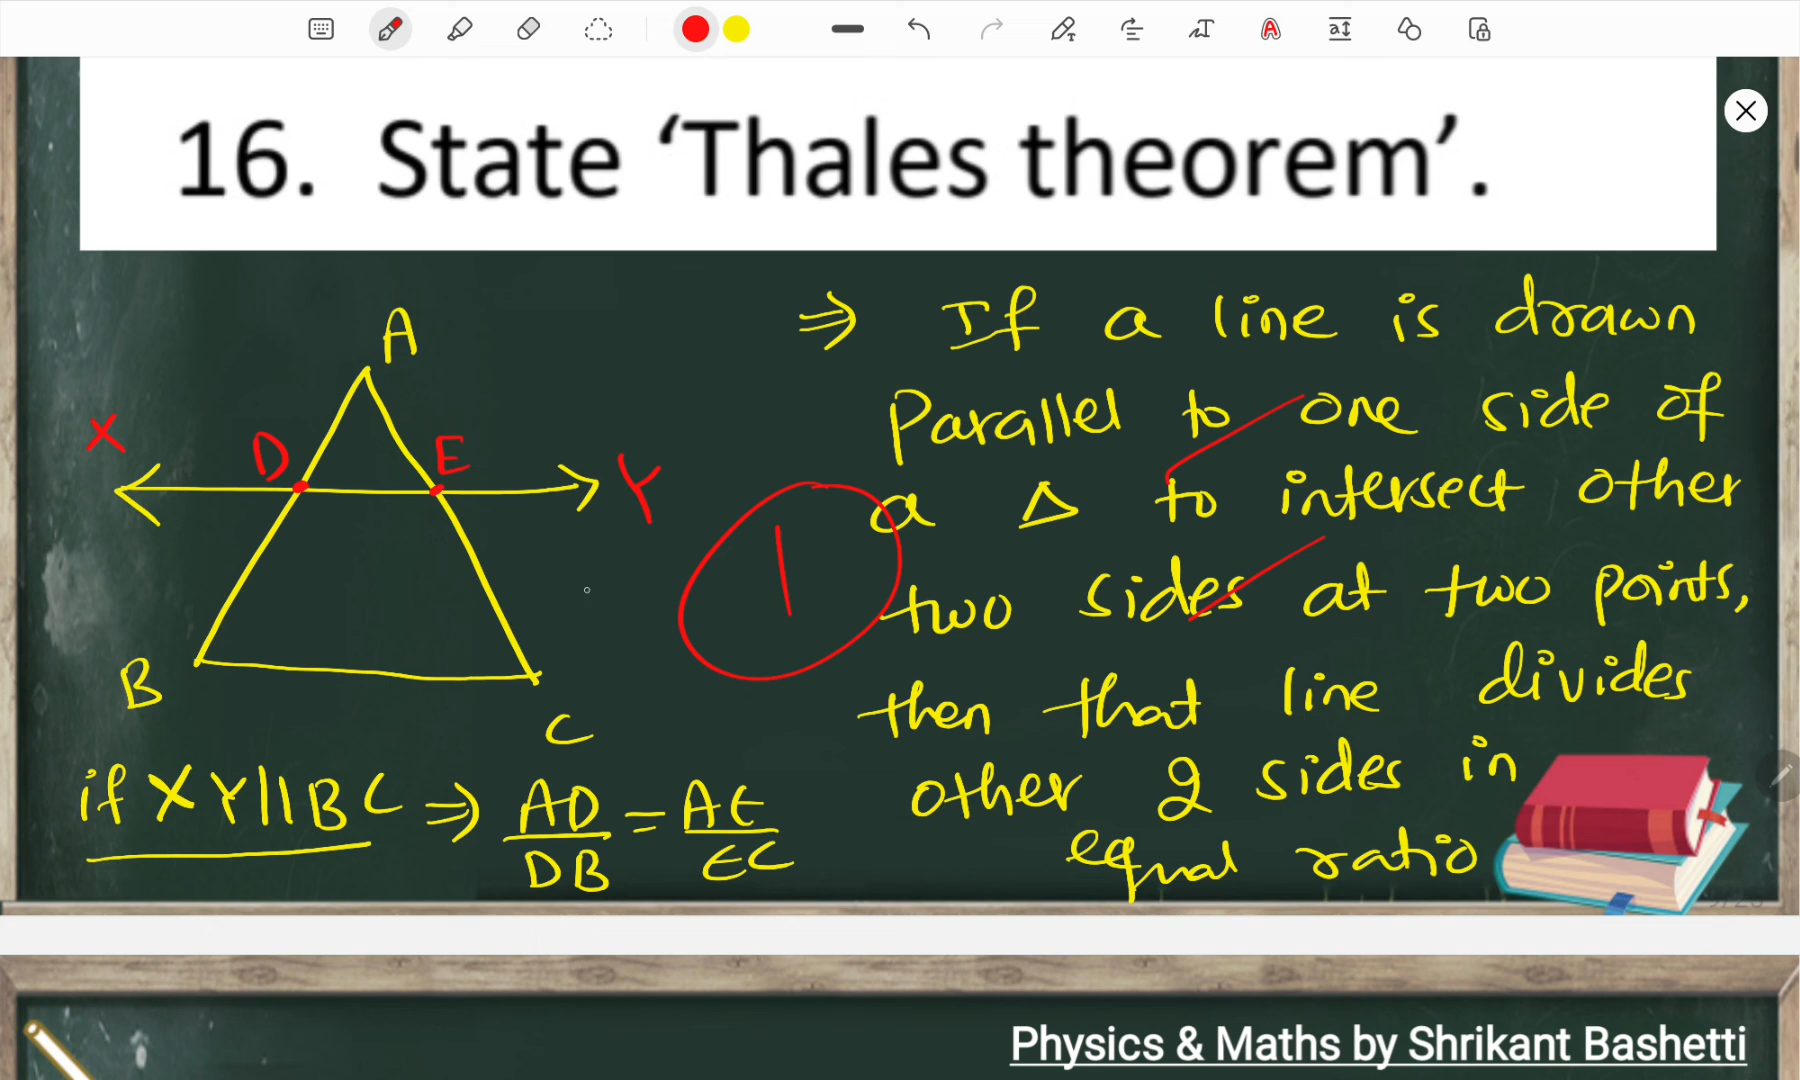 16. State ‘Thales theorem’.
A
X
D
E
Y
B
C
if XY||BC ⇒ AD/DB = AE/EC
1
⇒ If a line is drawn
Parallel to one side of
a Δ to intersect other
two sides at two points,
then that line divides
other 2 sides in
equal ratio
Physics & Maths by Shrikant Bashetti